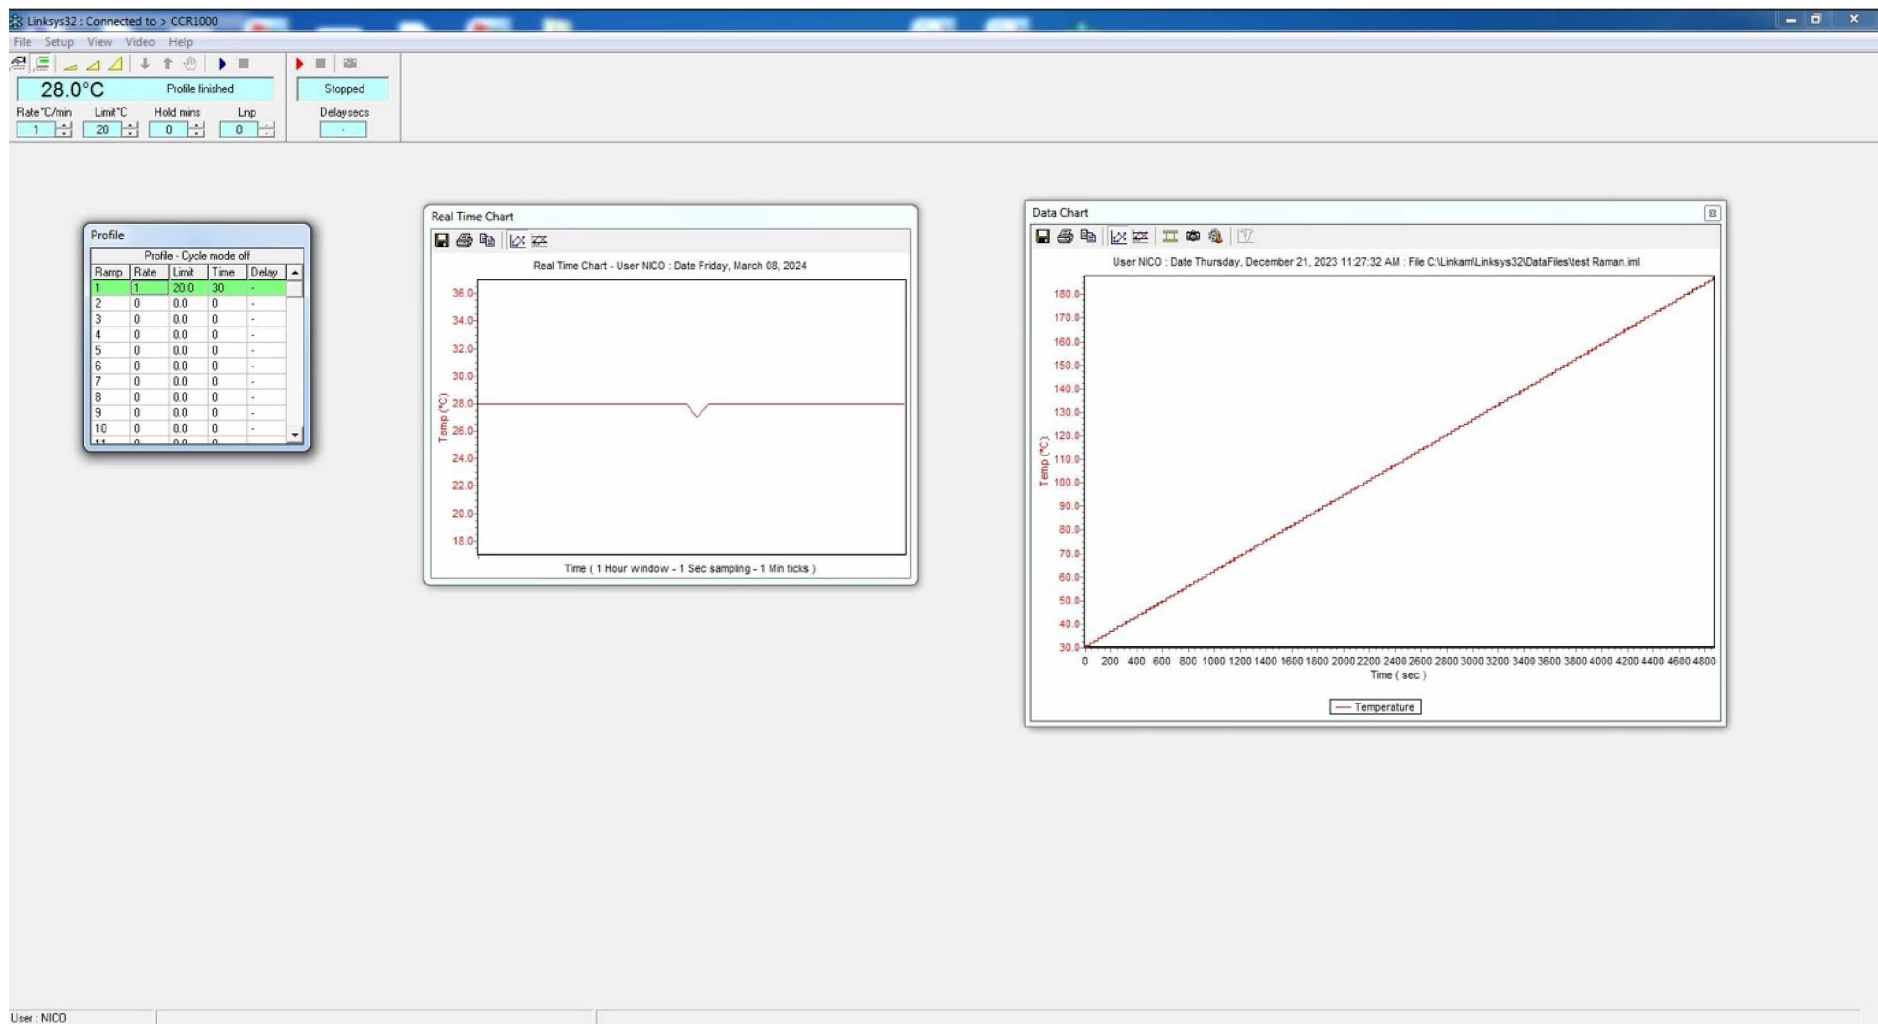 Linksys32 : Connected to > CCR1000
File Setup View Video Help
28.0°C Profile finished
Stopped
Rate°C/min Limit°C Hold mins Lnp
Delay secs
1 20 0 0
-
Profile
Profile - Cycle mode off
Ramp Rate Limit Time Delay
1 1 20.0 30 -
2 0 0.0 0 -
3 0 0.0 0 -
4 0 0.0 0 -
5 0 0.0 0 -
6 0 0.0 0 -
7 0 0.0 0 -
8 0 0.0 0 -
9 0 0.0 0 -
10 0 0.0 0 -
11 0 0.0 0
Real Time Chart
Real Time Chart - User NICO : Date Friday, March 08, 2024
36.0
34.0
32.0
30.0
28.0
26.0
24.0
22.0
20.0
18.0
Temp (°C)
Time ( 1 Hour window - 1 Sec sampling - 1 Min ticks )
Data Chart
User NICO : Date Thursday, December 21, 2023 11:27:32 AM : File C:\Linkam\Linksys32\DataFiles\test Raman.iml
180.0
170.0
160.0
150.0
140.0
130.0
120.0
110.0
100.0
90.0
80.0
70.0
60.0
50.0
40.0
30.0
Temp (°C)
0 200 400 600 800 1000 1200 1400 1600 1800 2000 2200 2400 2600 2800 3000 3200 3400 3600 3800 4000 4200 4400 4600 4800
Time ( sec )
Temperature
User : NICO